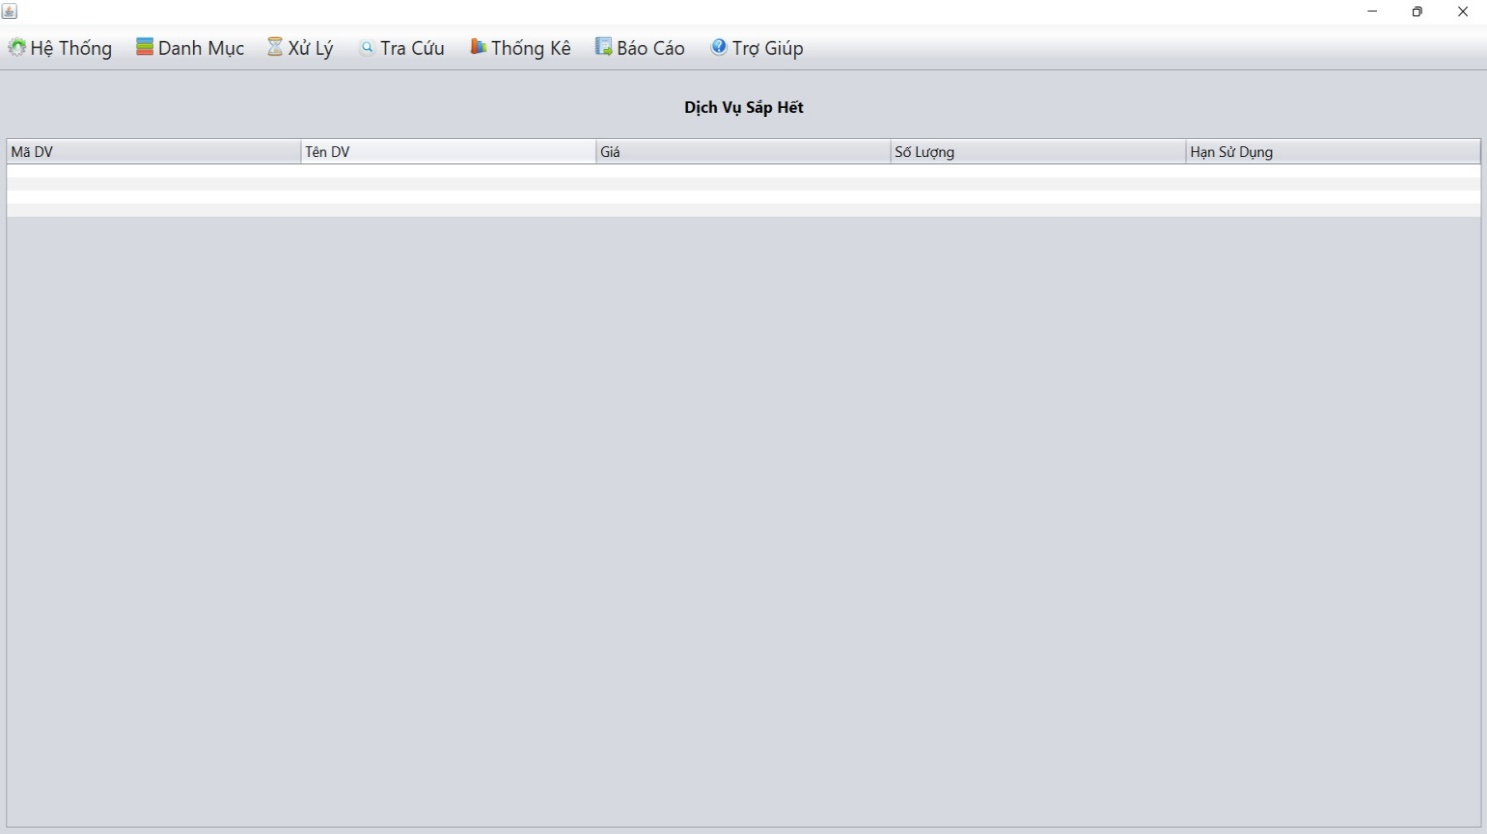 Hệ Thống Danh Mục Xử Lý Tra Cứu Thống Kê Báo Cáo Trợ Giúp
Dịch Vụ Sắp Hết
Mã DV Tên DV Giá Số Lượng Hạn Sử Dụng